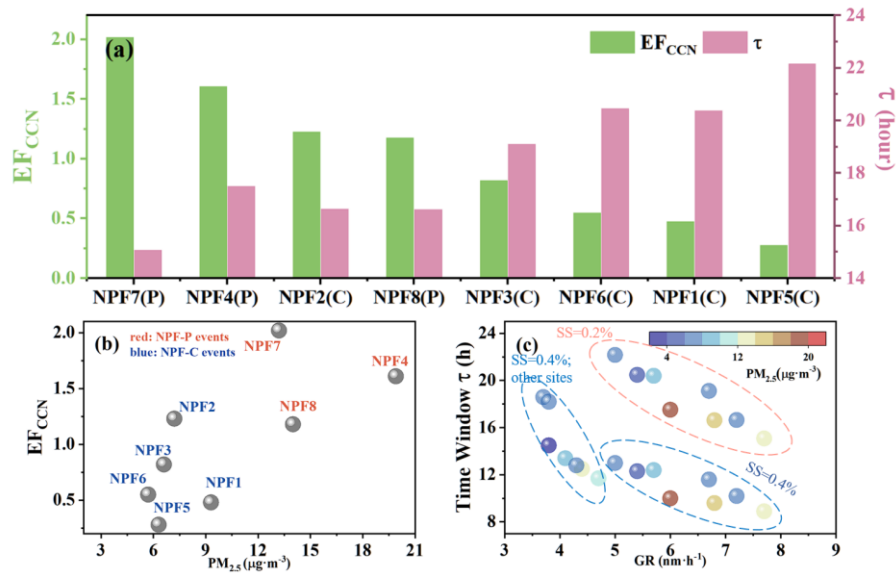 (a)
EF_CCN
τ
2.0
1.5
1.0
0.5
0.0
EF_CCN
24
22
20
18
16
14
τ (hour)
NPF7(P) NPF4(P) NPF2(C) NPF8(P) NPF3(C) NPF6(C) NPF1(C) NPF5(C)
(b)
red: NPF-P events
blue: NPF-C events
NPF7
NPF4
NPF2
NPF8
NPF3
NPF6
NPF1
NPF5
2.0
1.5
1.0
0.5
EF_CCN
3 6 9 12 15 18 21
PM2.5(μg·m-3)
(c)
SS=0.2%
4 12 20
PM2.5(μg·m-3)
SS=0.4%;
other sites
SS=0.4%
24
20
16
12
8
Time Window τ (h)
3 4 5 6 7 8 9
GR (nm·h-1)